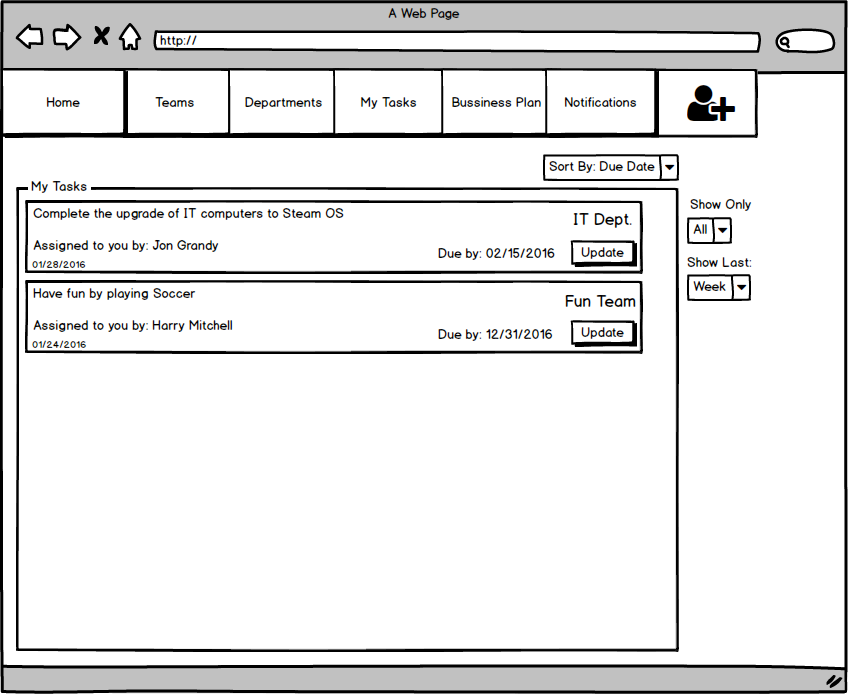 A Web Page
http://
Home
Teams
Departments
My Tasks
Bussiness Plan
Notifications
Sort By: Due Date
My Tasks
Complete the upgrade of IT computers to Steam OS
IT Dept.
Assigned to you by: Jon Grandy
Due by: 02/15/2016
Update
01/28/2016
Have fun by playing Soccer
Fun Team
Assigned to you by: Harry Mitchell
Due by: 12/31/2016
Update
01/24/2016
Show Only
All
Show Last:
Week